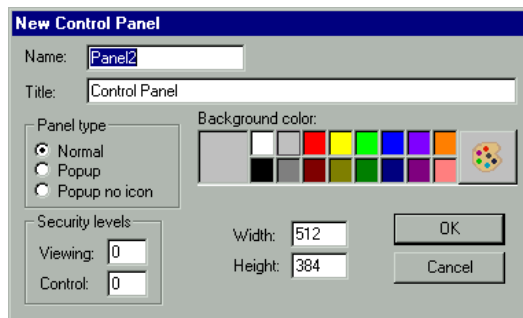 New Control Panel
Name: Panel2
Title: Control Panel
Panel type
Normal
Popup
Popup no icon
Background color:
Security levels
Viewing: 0
Control: 0
Width: 512
Height: 384
OK
Cancel